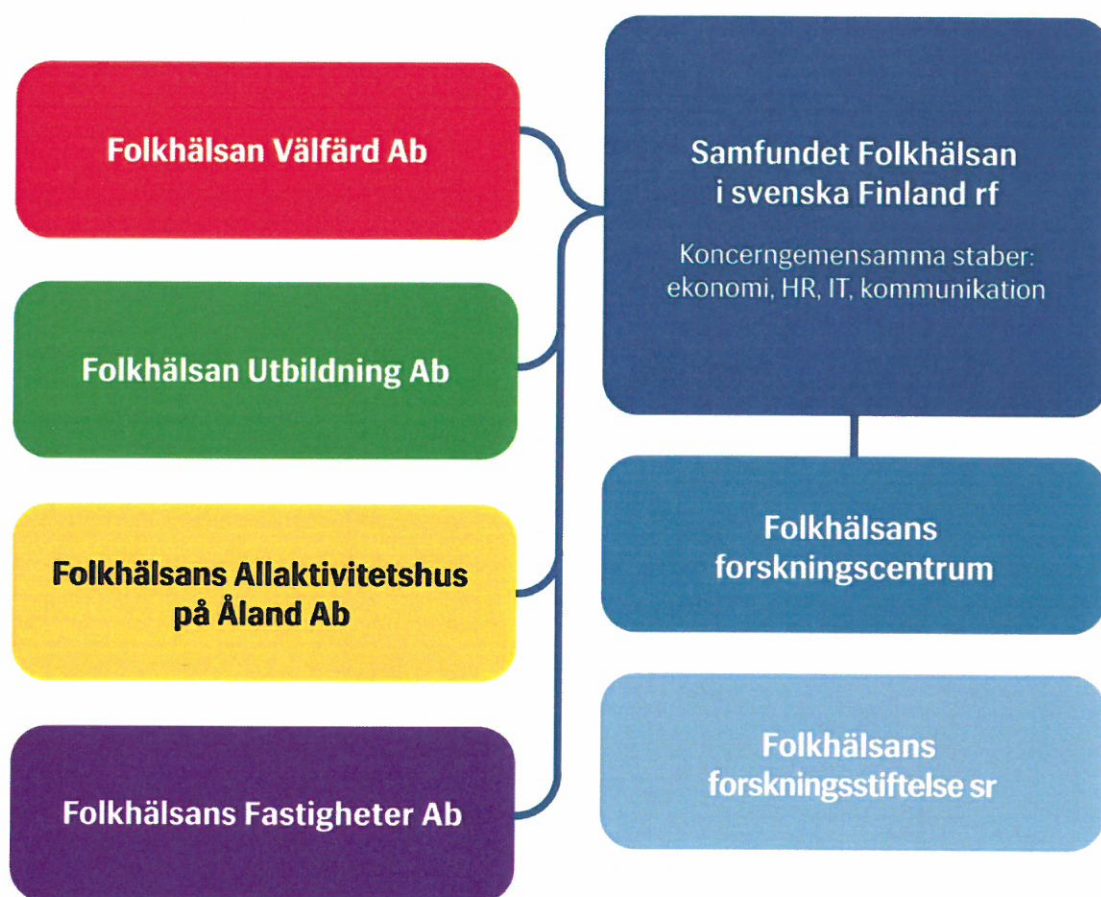 Folkhälsan Välfärd Ab
Folkhälsan Utbildning Ab
Folkhälsans Allaktivitetshus
på Åland Ab
Folkhälsans Fastigheter Ab
Samfundet Folkhälsan
i svenska Finland rf
Koncerngemensamma staber:
ekonomi, HR, IT, kommunikation
Folkhälsans
forskningscentrum
Folkhälsans
forskningsstiftelse sr